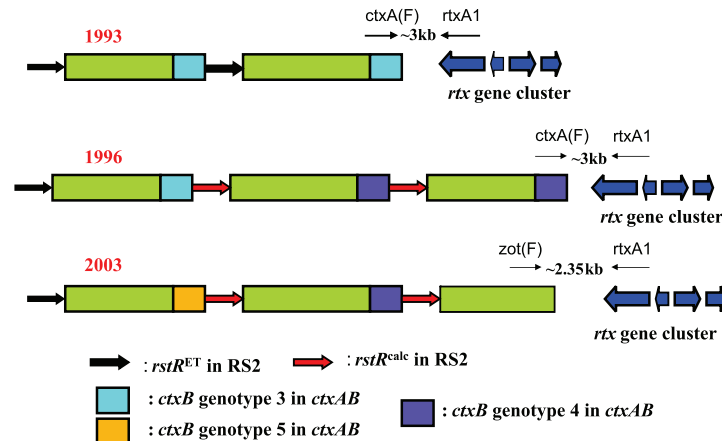 1993
ctxA(F) rtxA1
~3kb
rtx gene cluster
1996
ctxA(F) rtxA1
~3kb
rtx gene cluster
2003
zot(F) rtxA1
~2.35kb
rtx gene cluster
: rstRET in RS2 : rstRcalc in RS2
: ctxB genotype 3 in ctxAB
: ctxB genotype 4 in ctxAB
: ctxB genotype 5 in ctxAB